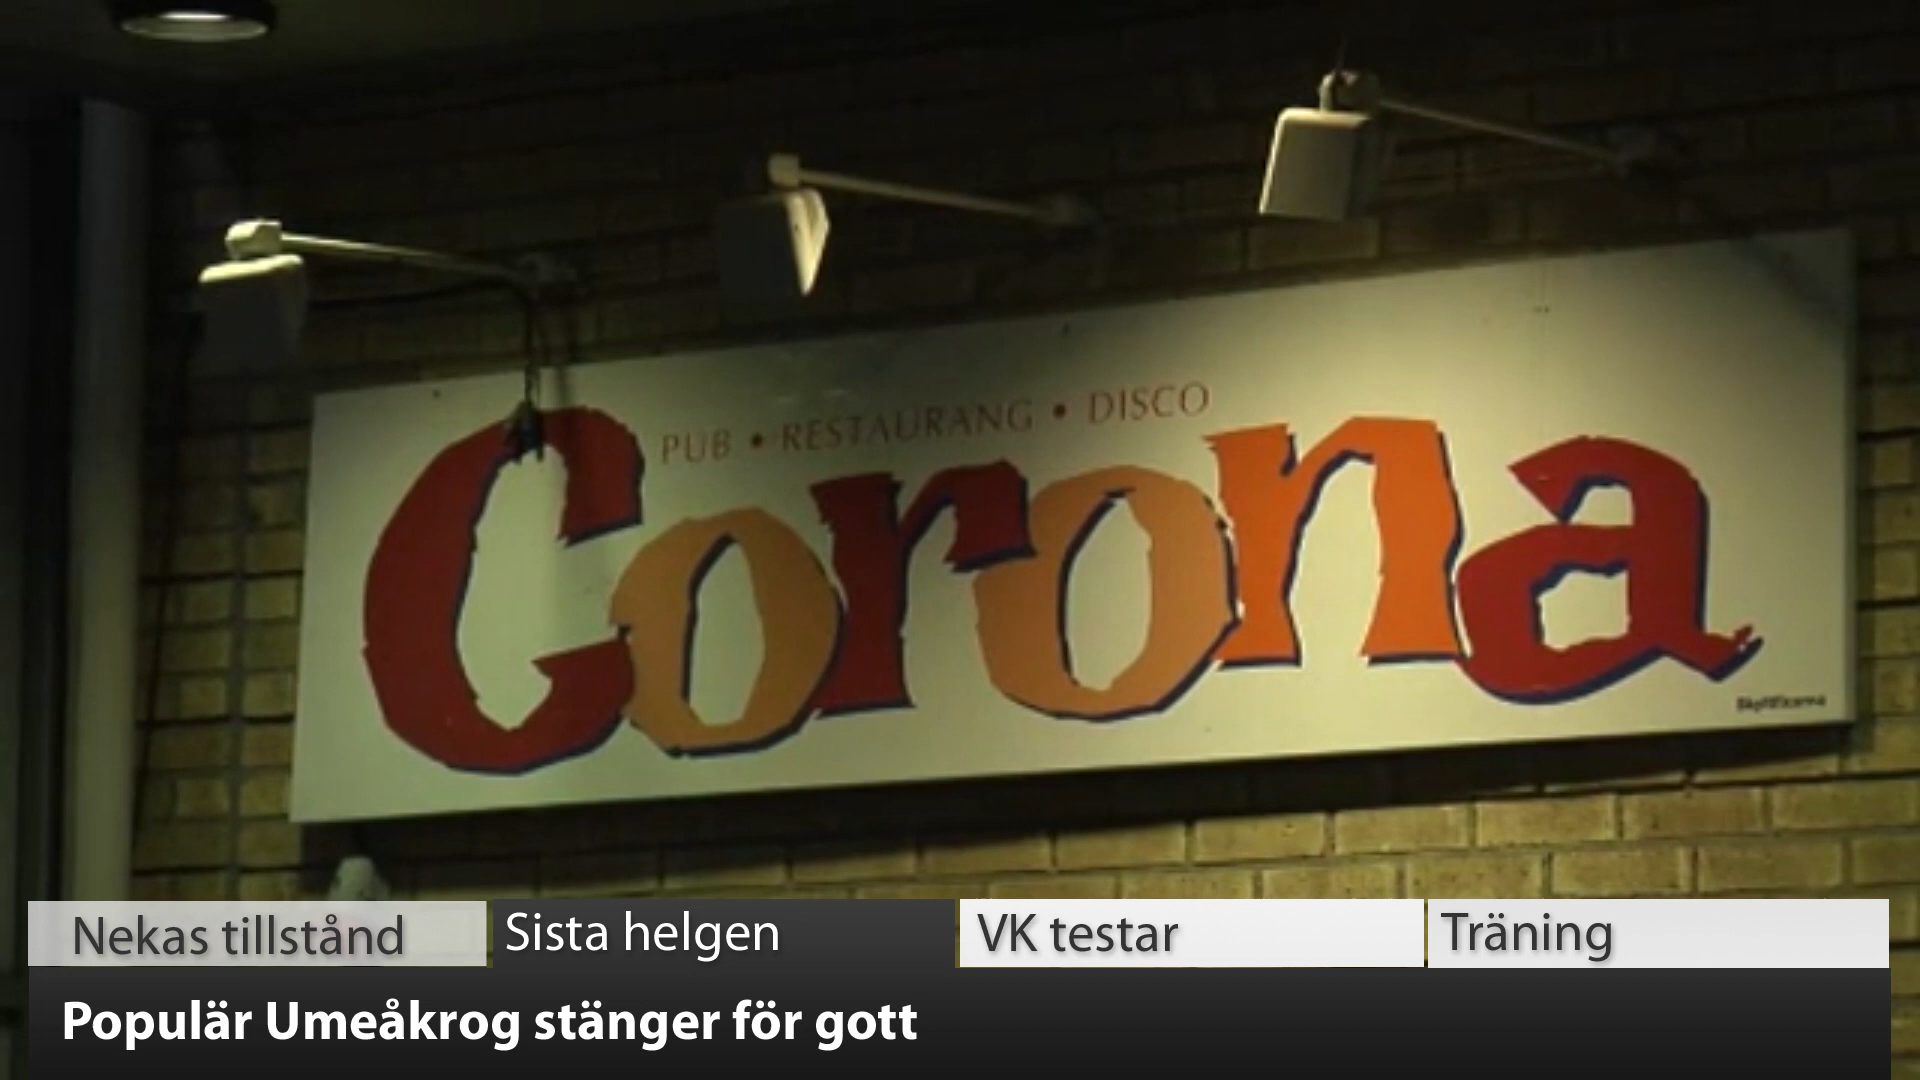 PUB • RESTAURANG • DISCO
Corona
Nekas tillstånd
Sista helgen
VK testar
Träning
Populär Umeåkrog stänger för gott